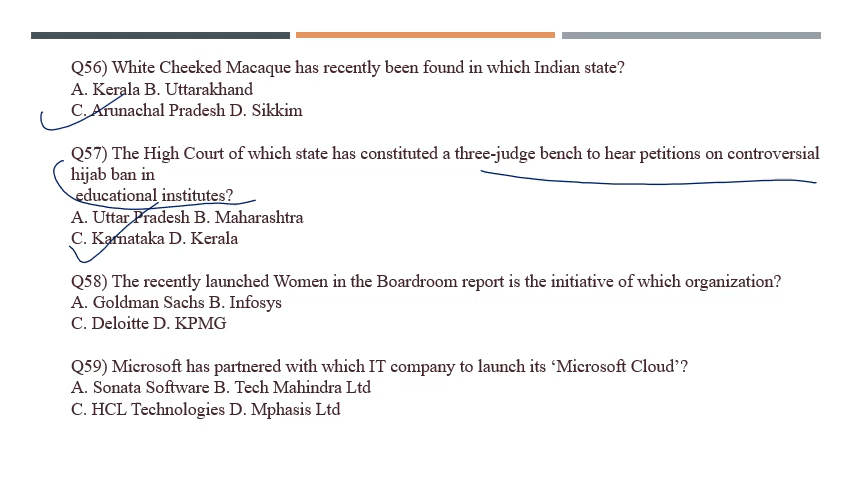 Q56) White Cheeked Macaque has recently been found in which Indian state?
A. Kerala B. Uttarakhand
C. Arunachal Pradesh D. Sikkim
Q57) The High Court of which state has constituted a three-judge bench to hear petitions on controversial
hijab ban in
educational institutes?
A. Uttar Pradesh B. Maharashtra
C. Karnataka D. Kerala
Q58) The recently launched Women in the Boardroom report is the initiative of which organization?
A. Goldman Sachs B. Infosys
C. Deloitte D. KPMG
Q59) Microsoft has partnered with which IT company to launch its ‘Microsoft Cloud’?
A. Sonata Software B. Tech Mahindra Ltd
C. HCL Technologies D. Mphasis Ltd